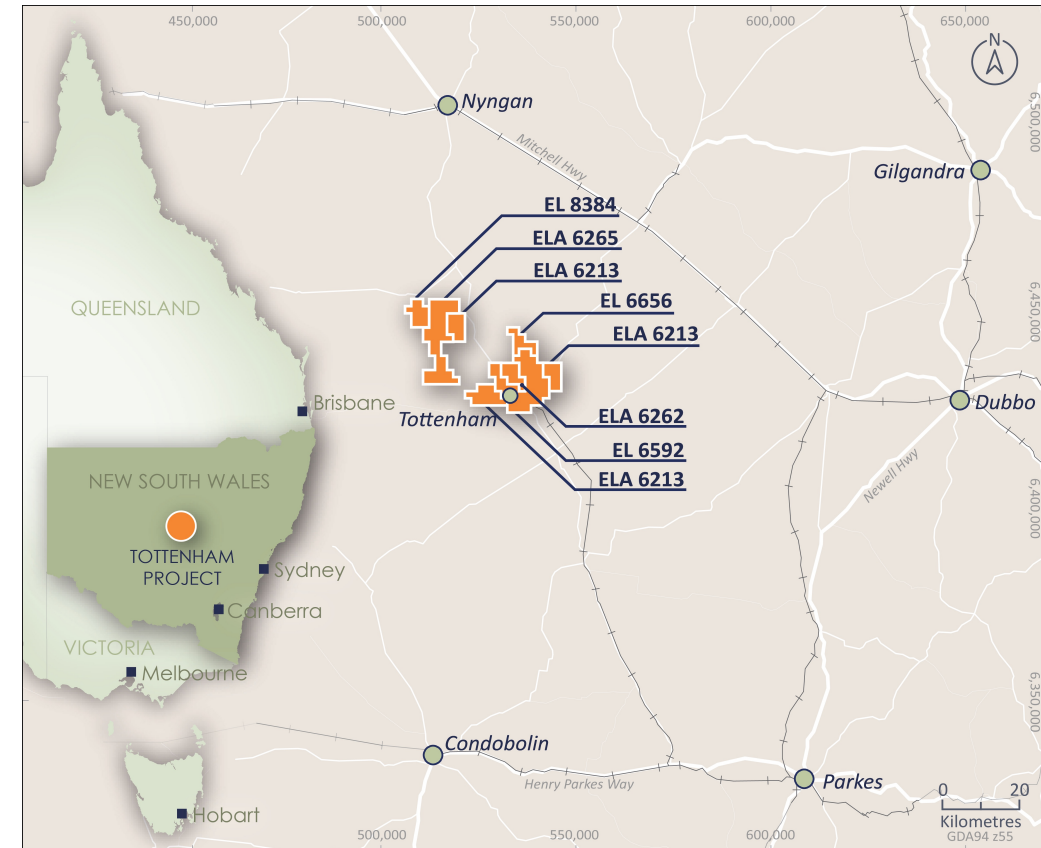 450,000
500,000
550,000
600,000
650,000
N
Nyngan
6,500,000
Mitchell Hwy
Gilgandra
EL 8384
ELA 6265
ELA 6213
EL 6656
ELA 6213
6,450,000
QUEENSLAND
Brisbane
Tottenham
Dubbo
ELA 6262
EL 6592
ELA 6213
Newell Hwy
NEW SOUTH WALES
6,400,000
TOTTENHAM
PROJECT
Sydney
Canberra
VICTORIA
Melbourne
6,350,000
Condobolin
Henry Parkes Way
Parkes
0 20
Kilometres
GDA94 z55
Hobart
500,000
550,000
600,000